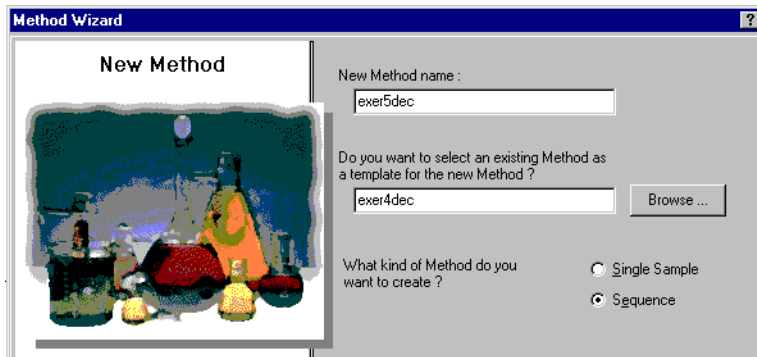 Method Wizard
?
New Method
New Method name :
exer5dec
Do you want to select an existing Method as
a template for the new Method ?
exer4dec
Browse ...
What kind of Method do you
want to create ?
Single Sample
Sequence